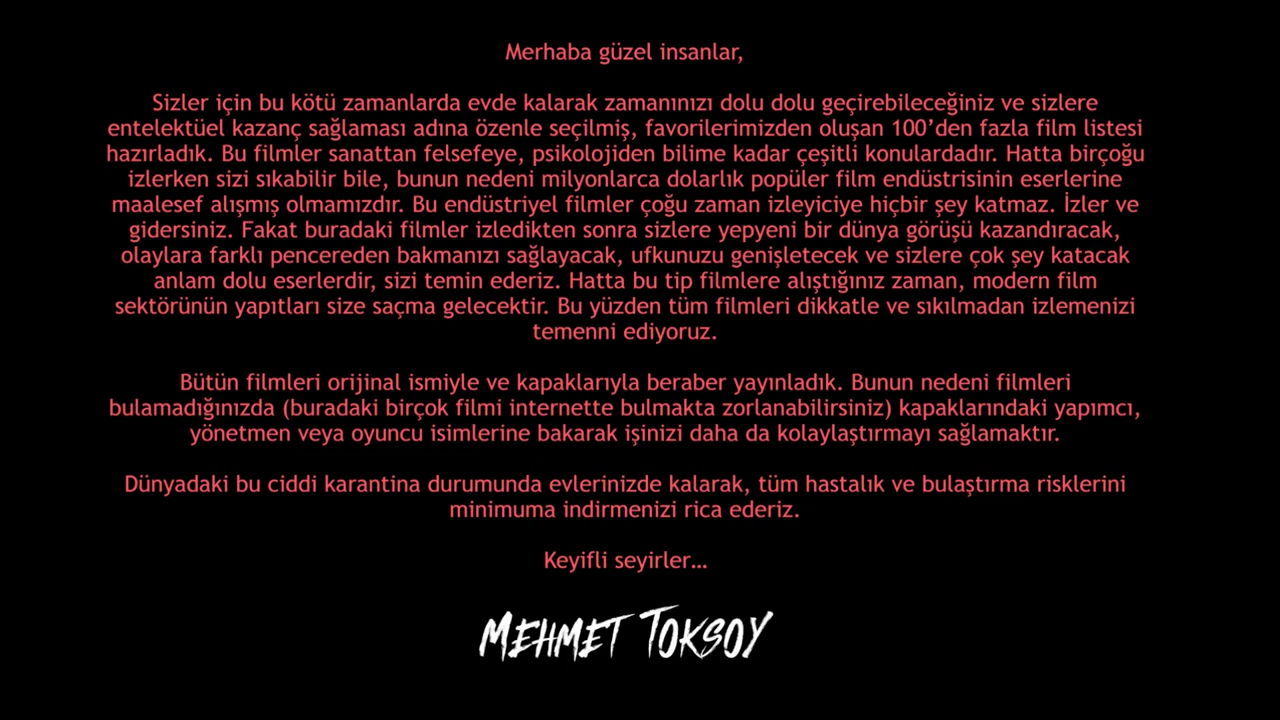 Merhaba güzel insanlar,
Sizler için bu kötü zamanlarda evde kalarak zamanınızı dolu dolu geçirebileceğiniz ve sizlere
entelektüel kazanç sağlaması adına özenle seçilmiş, favorilerimizden oluşan 100’den fazla film listesi
hazırladık. Bu filmler sanattan felsefeye, psikolojiden bilime kadar çeşitli konulardadır. Hatta birçoğu
izlerken sizi sıkabilir bile, bunun nedeni milyonlarca dolarlık popüler film endüstrisinin eserlerine
maalesef alışmış olmamızdır. Bu endüstriyel filmler çoğu zaman izleyiciye hiçbir şey katmaz. İzler ve
gidersiniz. Fakat buradaki filmler izledikten sonra sizlere yepyeni bir dünya görüşü kazandıracak,
olaylara farklı pencereden bakmanızı sağlayacak, ufkunuzu genişletecek ve sizlere çok şey katacak
anlam dolu eserlerdir, sizi temin ederiz. Hatta bu tip filmlere alıştığınız zaman, modern film
sektörünün yapıtları size saçma gelecektir. Bu yüzden tüm filmleri dikkatle ve sıkılmadan izlemenizi
temenni ediyoruz.
Bütün filmleri orijinal ismiyle ve kapaklarıyla beraber yayınladık. Bunun nedeni filmleri
bulamadığınızda (buradaki birçok filmi internette bulmakta zorlanabilirsiniz) kapaklarındaki yapımcı,
yönetmen veya oyuncu isimlerine bakarak işinizi daha da kolaylaştırmayı sağlamaktır.
Dünyadaki bu ciddi karantina durumunda evlerinizde kalarak, tüm hastalık ve bulaştırma risklerini
minimuma indirmenizi rica ederiz.
Keyifli seyirler…
MEHMET TOKSOY